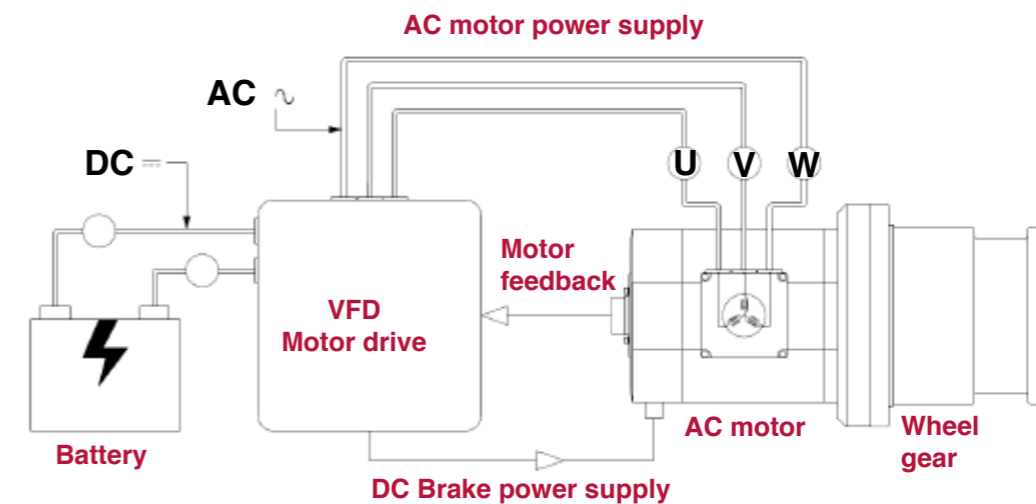 AC motor power supply
AC
DC
U V W
Motor
feedback
VFD
Motor drive
AC motor
Wheel
gear
Battery
DC Brake power supply